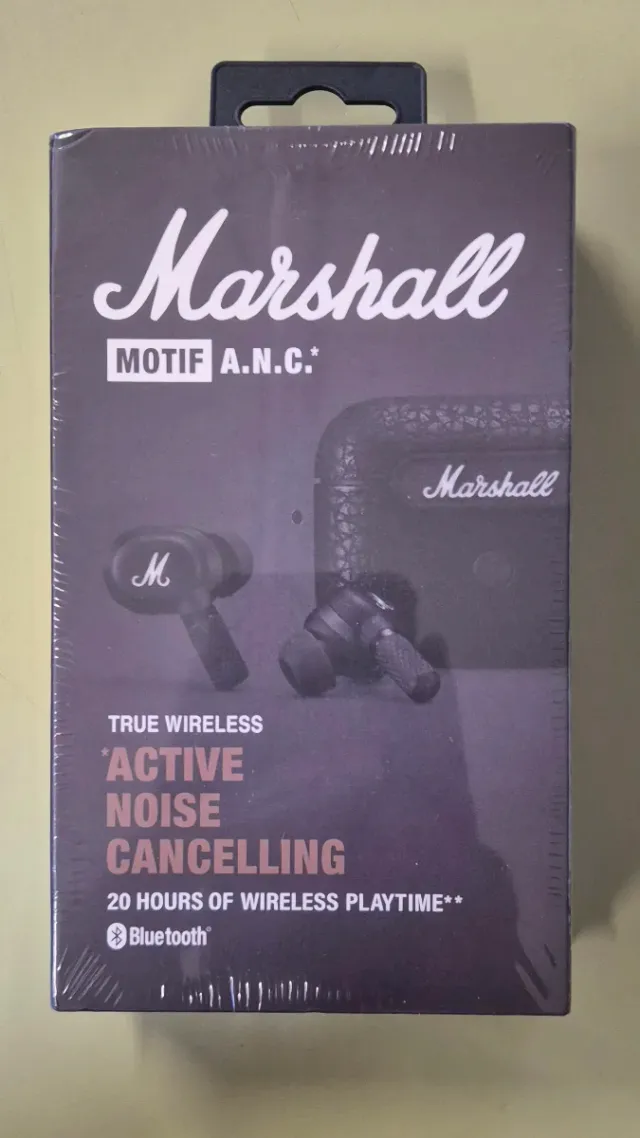 Marshall
MOTIF A.N.C.*
Marshall
M
TRUE WIRELESS
*ACTIVE
NOISE
CANCELLING
20 HOURS OF WIRELESS PLAYTIME**
Bluetooth®